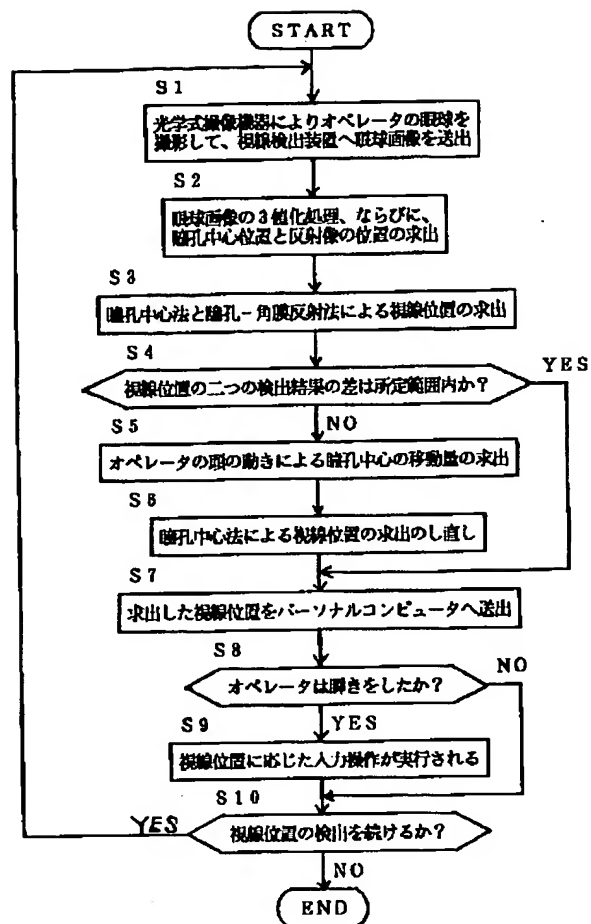 START
S1
光学式撮像機器によりオペレータの眼球を
撮影して、視線検出装置へ眼球画像を送出
S2
眼球画像の3値化処理、ならびに、
瞳孔中心位置と反射像の位置の求出
S3
瞳孔中心法と瞳孔-角膜反射法による視線位置の求出
S4
YES
視線位置の二つの検出結果の差は所定範囲内か?
S5
NO
オペレータの頭の動きによる瞳孔中心の移動量の求出
S6
瞳孔中心法による視線位置の求出のし直し
S7
求出した視線位置をパーソナルコンピュータへ送出
S8
NO
オペレータは瞬きをしたか?
S9
YES
視線位置に応じた入力操作が実行される
S10
YES
視線位置の検出を続けるか?
NO
END